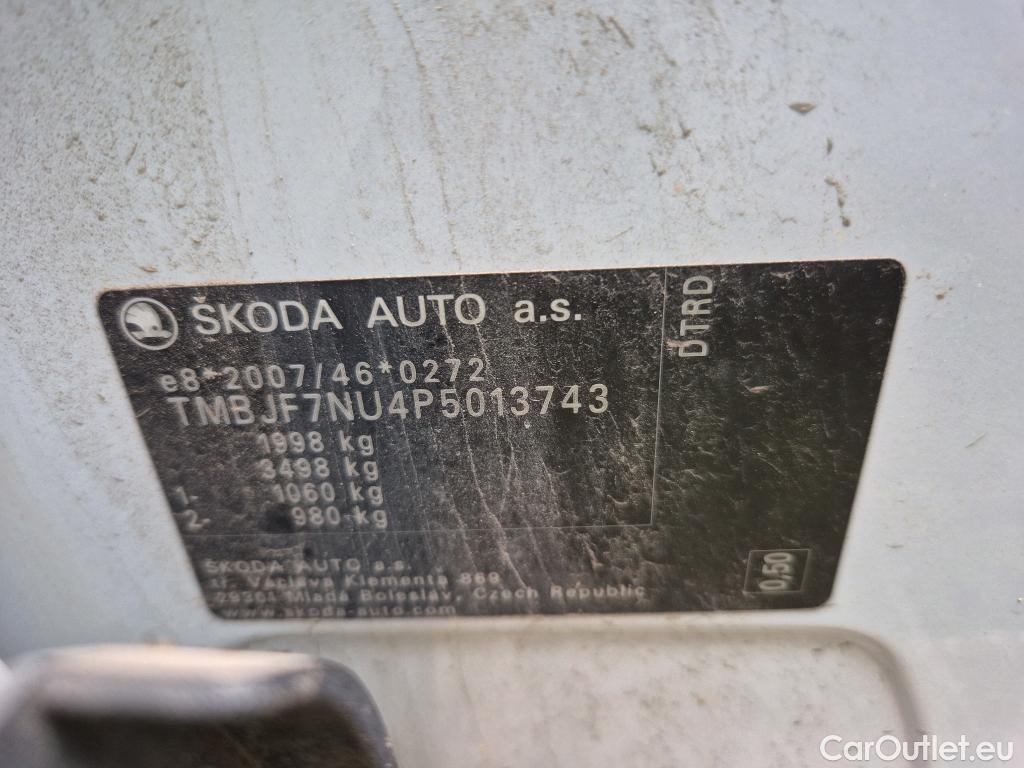 ŠKODA AUTO a.s.
DTRD
e8*2007/46*0272
TMBJF7NU4P5013743
1998 kg
3498 kg
1- 1060 kg
2- 980 kg
0,50
ŠKODA AUTO a.s.
tř. Václava Klementa 869
29301 Mladá Boleslav, Czech Republic
www.skoda-auto.com
CarOutlet.eu